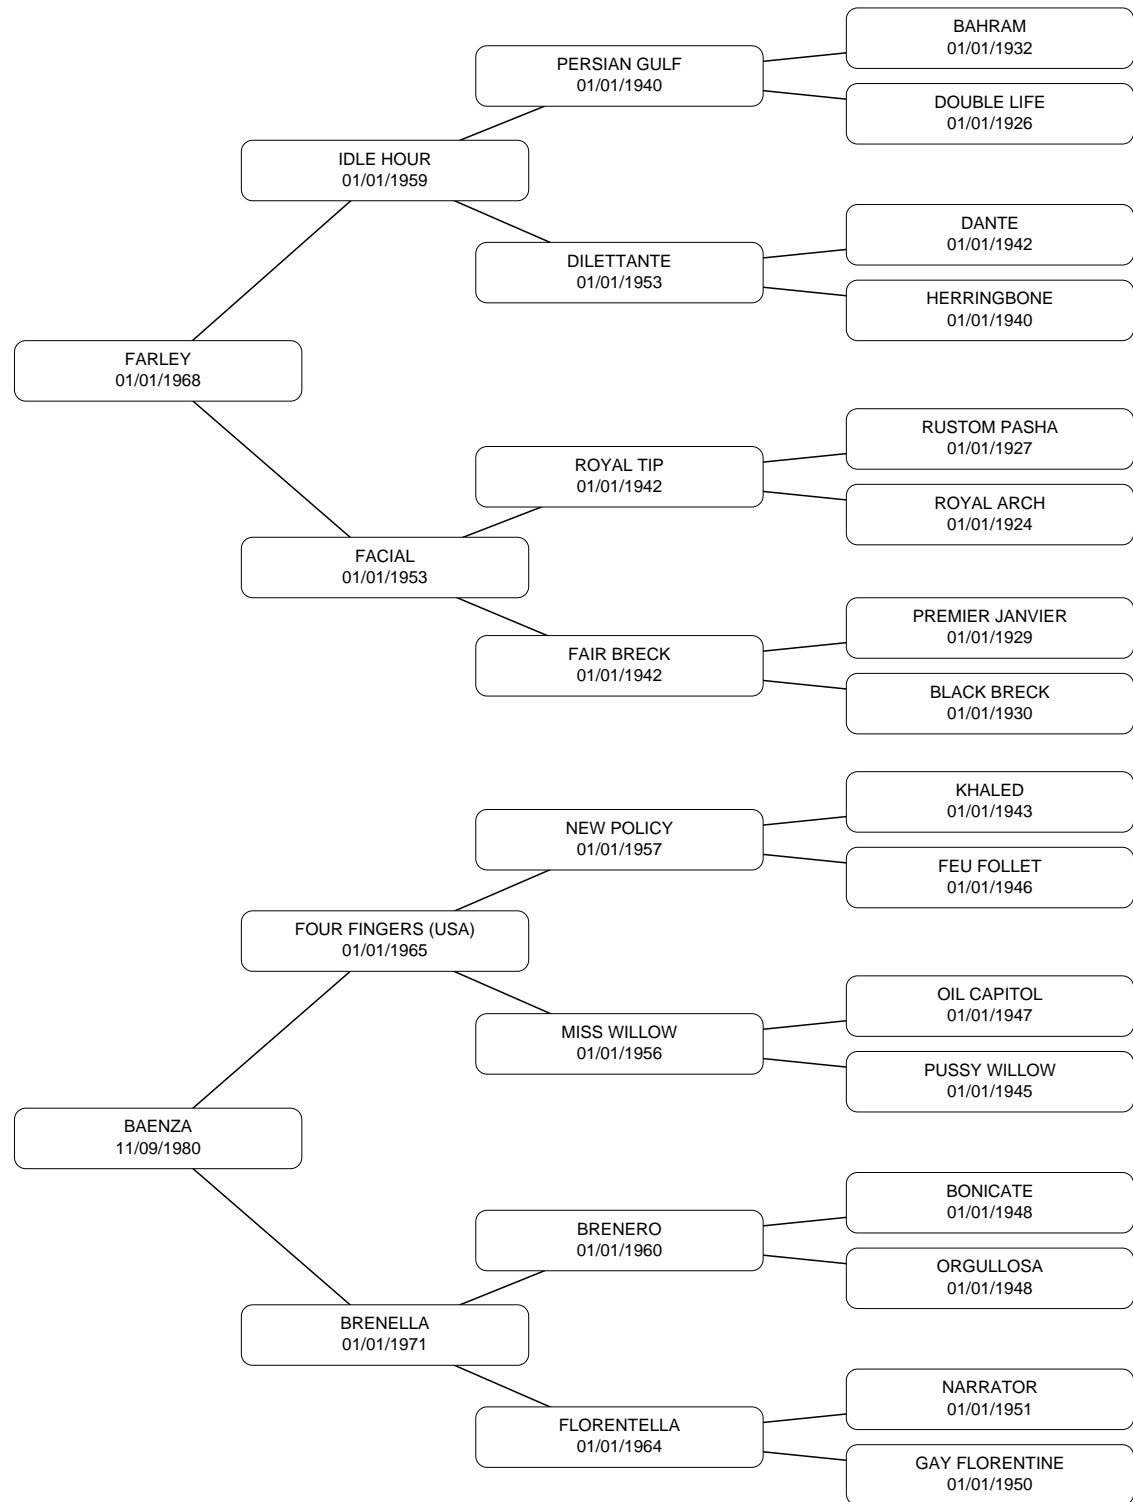 BAHRAM
01/01/1932
PERSIAN GULF
01/01/1940
DOUBLE LIFE
01/01/1926
IDLE HOUR
01/01/1959
DANTE
01/01/1942
DILETTANTE
01/01/1953
HERRINGBONE
01/01/1940
FARLEY
01/01/1968
RUSTOM PASHA
01/01/1927
ROYAL TIP
01/01/1942
ROYAL ARCH
01/01/1924
FACIAL
01/01/1953
PREMIER JANVIER
01/01/1929
FAIR BRECK
01/01/1942
BLACK BRECK
01/01/1930
KHALED
01/01/1943
NEW POLICY
01/01/1957
FEU FOLLET
01/01/1946
FOUR FINGERS (USA)
01/01/1965
OIL CAPITOL
01/01/1947
MISS WILLOW
01/01/1956
PUSSY WILLOW
01/01/1945
BAENZA
11/09/1980
BONICATE
01/01/1948
BRENERO
01/01/1960
ORGULLOSA
01/01/1948
BRENELLA
01/01/1971
NARRATOR
01/01/1951
FLORENTELLA
01/01/1964
GAY FLORENTINE
01/01/1950